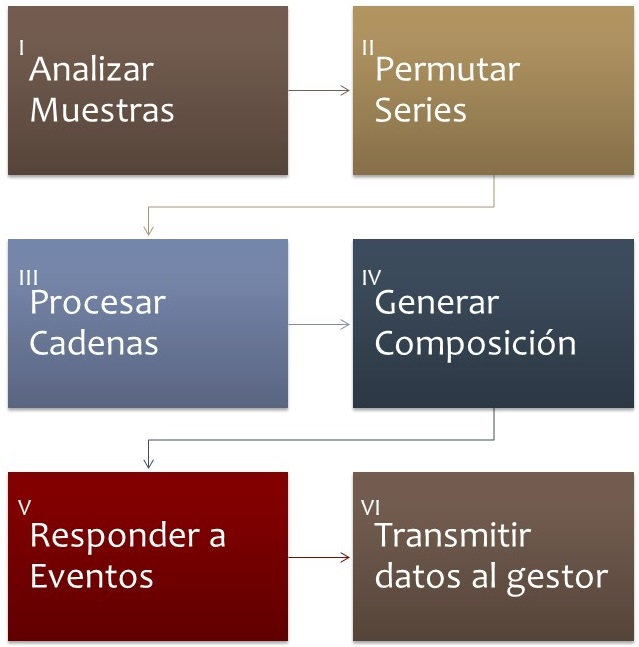 I
Analizar
Muestras
II
Permutar
Series
III
Procesar
Cadenas
IV
Generar
Composición
V
Responder a
Eventos
VI
Transmitir
datos al gestor